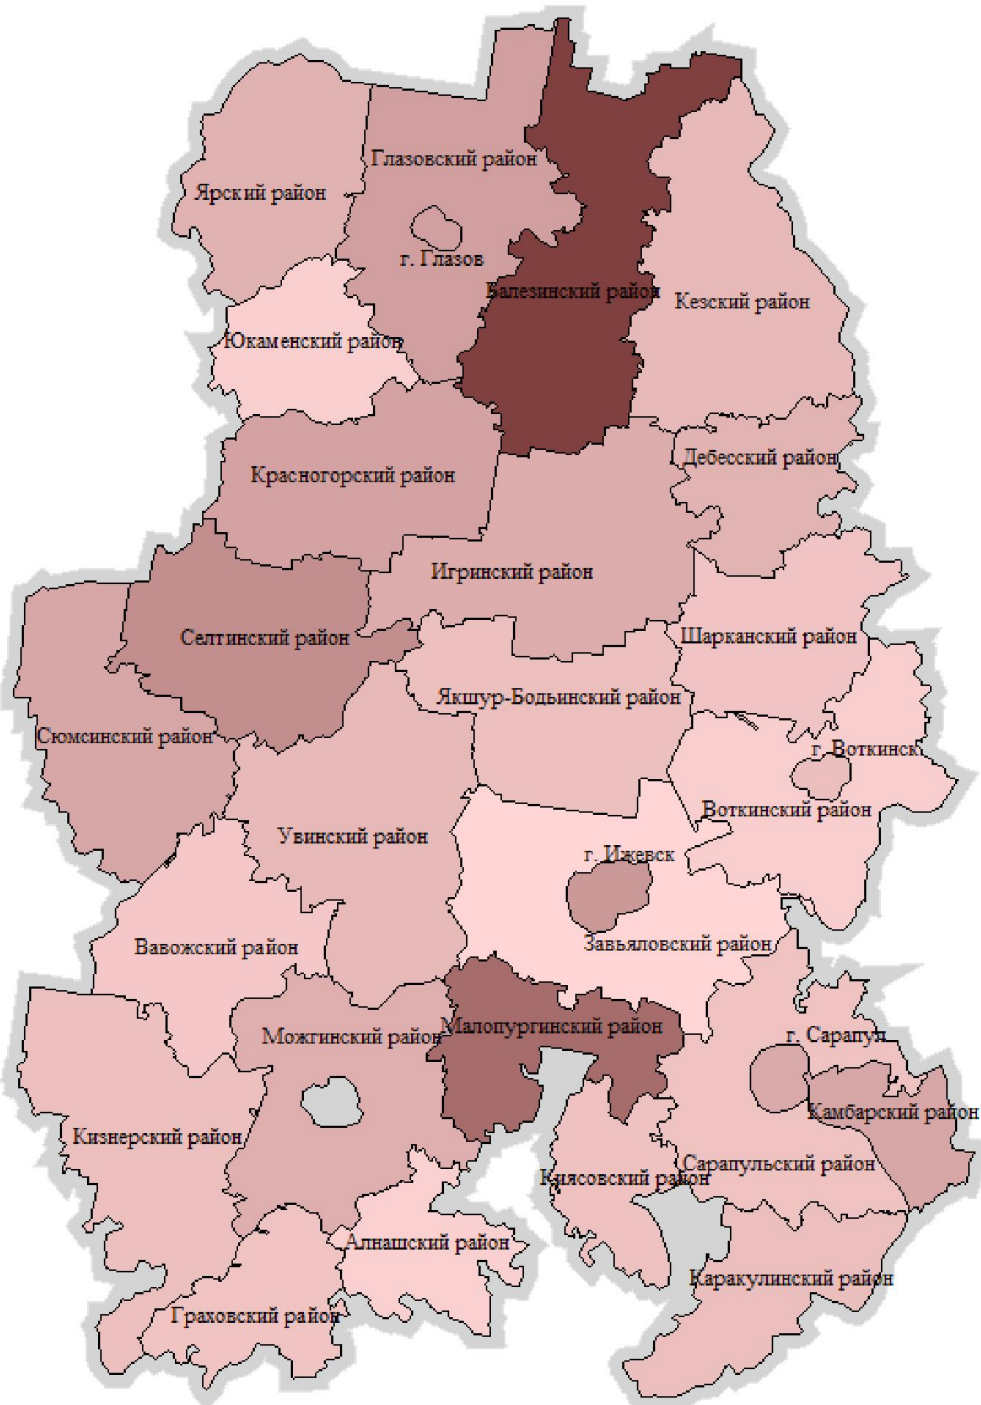 Глазовский район
Ярский район
г. Глазов
Балезинский район
Кезский район
Юкаменский район
Дебесский район
Красногорский район
Игринский район
Селтинский район
Шарканский район
Якшур-Бодьинский район
Сюмсинский район
г. Воткинск
Воткинский район
Увинский район
г. Ижевск
Завьяловский район
Вавожский район
Малопургинский район
Можгинский район
г. Сарапул
Камбарский район
Кизнерский район
Сарапульский район
Киясовский район
Алнашский район
Каракулинский район
Граховский район